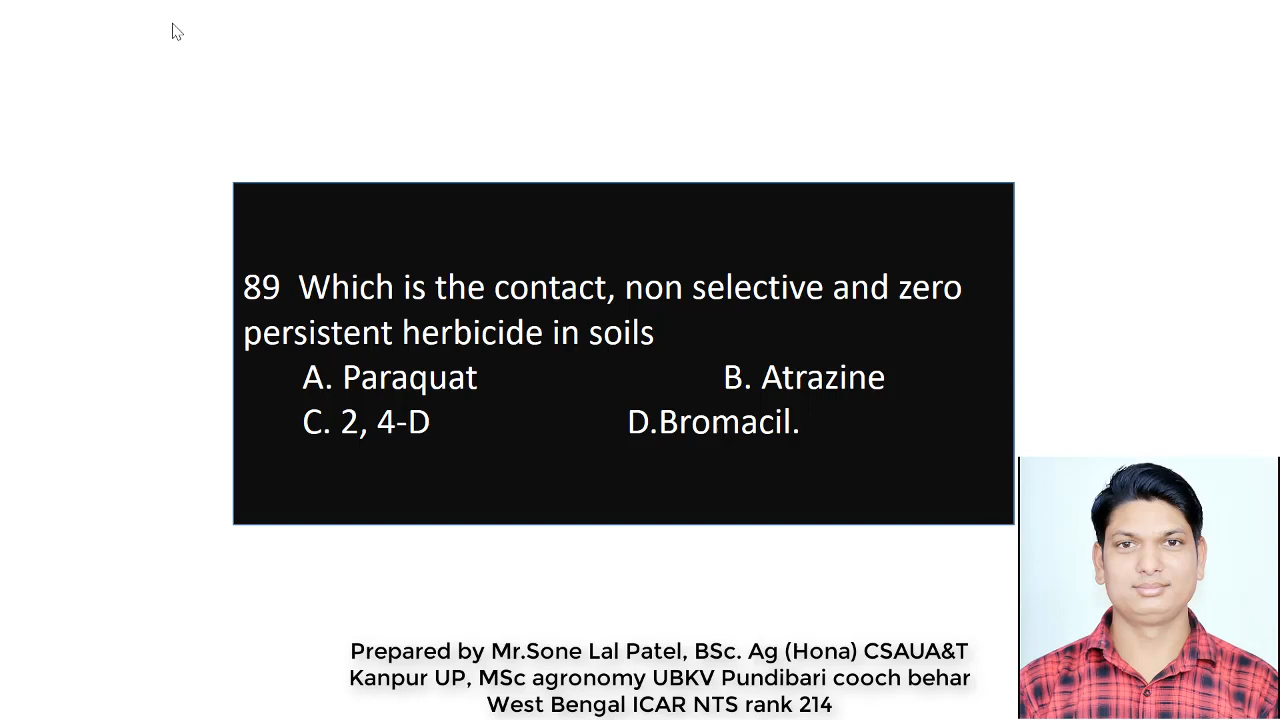 89 Which is the contact, non selective and zero
persistent herbicide in soils
A. Paraquat B. Atrazine
C. 2, 4-D D.Bromacil.
Prepared by Mr.Sone Lal Patel, BSc. Ag (Hona) CSAUA&T
Kanpur UP, MSc agronomy UBKV Pundibari cooch behar
West Bengal ICAR NTS rank 214